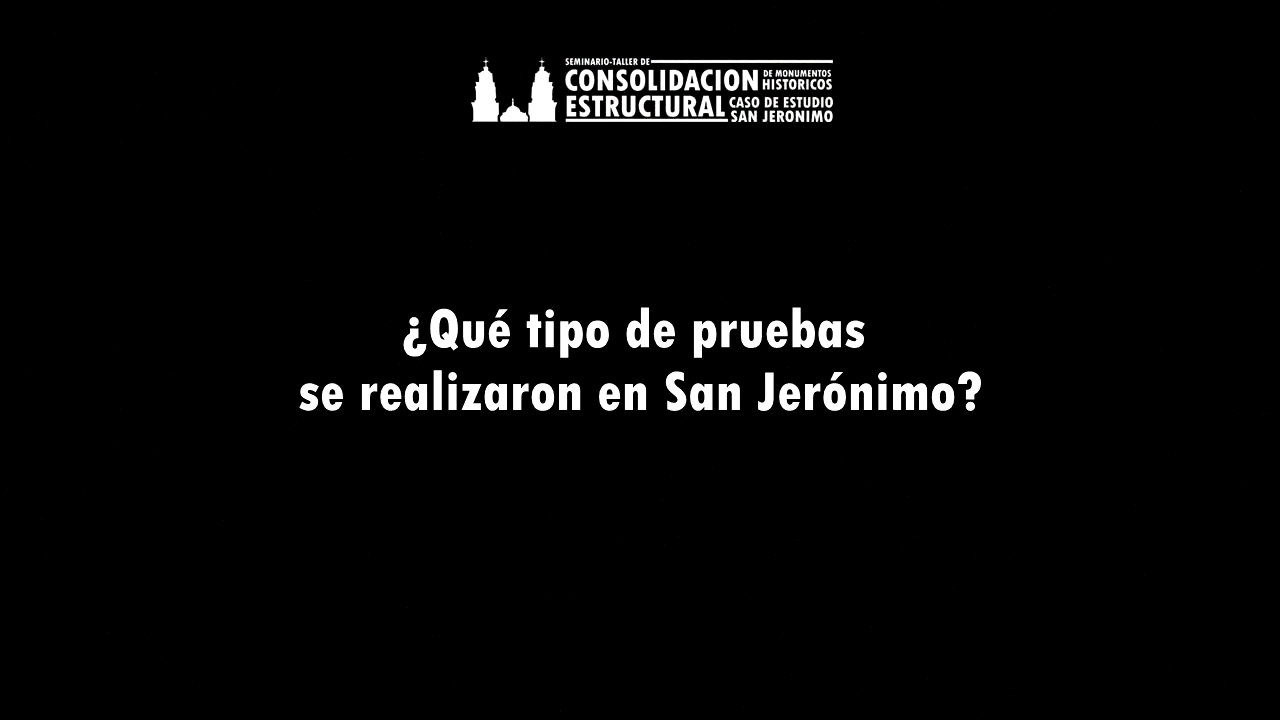 SEMINARIO-TALLER DE
CONSOLIDACION DE MONUMENTOS HISTORICOS
ESTRUCTURAL CASO DE ESTUDIO SAN JERONIMO
¿Qué tipo de pruebas
se realizaron en San Jerónimo?